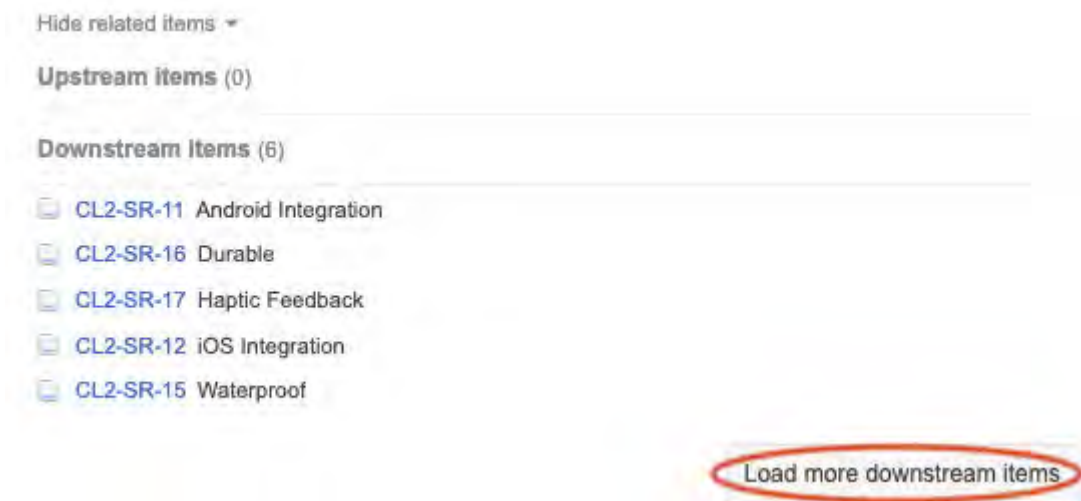 Hide related items
Upstream items (0)
Downstream items (6)
CL2-SR-11 Android Integration
CL2-SR-16 Durable
CL2-SR-17 Haptic Feedback
CL2-SR-12 iOS Integration
CL2-SR-15 Waterproof
Load more downstream items